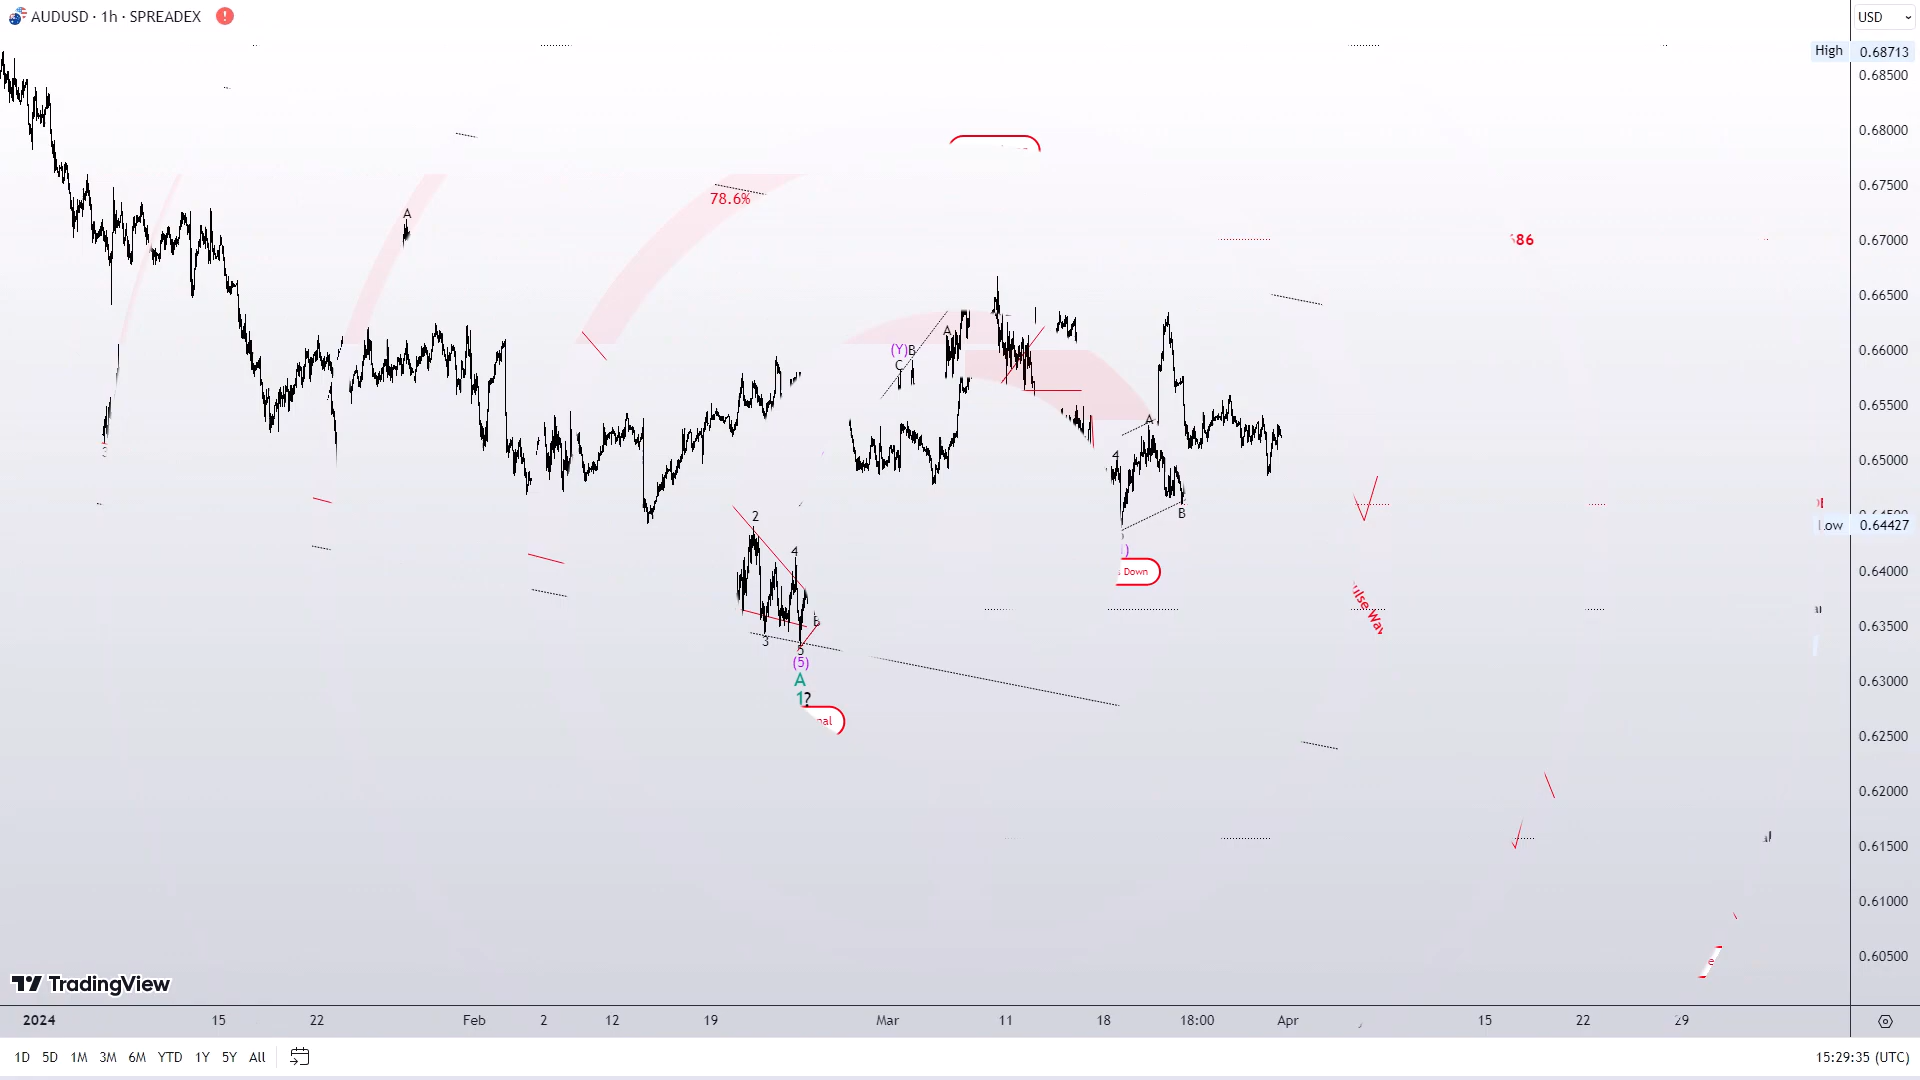 AUDUSD · 1h · SPREADEX
USD
High 0.68713
0.68500
0.68000
0.67500
0.67000
0.66500
0.66000
0.65500
0.65000
Low 0.64427
0.64000
0.63500
0.63000
0.62500
0.62000
0.61500
0.61000
0.60500
78.6%
A
(Y)B
C
A
A
4
B
Down
2
4
3
5
(5)
A
1?
TradingView
2024 15 22 Feb 2 12 19 Mar 11 18 18:00 Apr 15 22 29
1D 5D 1M 3M 6M YTD 1Y 5Y All
15:29:35 (UTC)